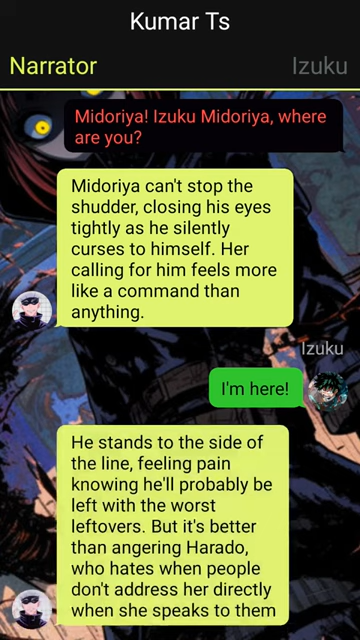 Kumar Ts
Narrator
Izuku
Midoriya! Izuku Midoriya, where
are you?
Midoriya can't stop the
shudder, closing his eyes
tightly as he silently
curses to himself. Her
calling for him feels more
like a command than
anything.
Izuku
I'm here!
He stands to the side of
the line, feeling pain
knowing he'll probably be
left with the worst
leftovers. But it's better
than angering Harado,
who hates when people
don't address her directly
when she speaks to them